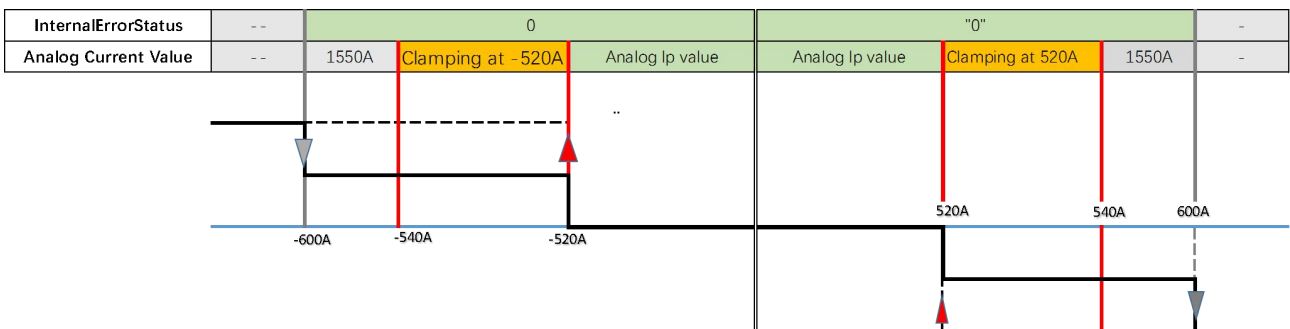 InternalErrorStatus -- 0 "0" -
Analog Current Value -- 1550A Clamping at -520A Analog Ip value Analog Ip value Clamping at 520A 1550A -
..
520A 540A 600A
-600A -540A -520A